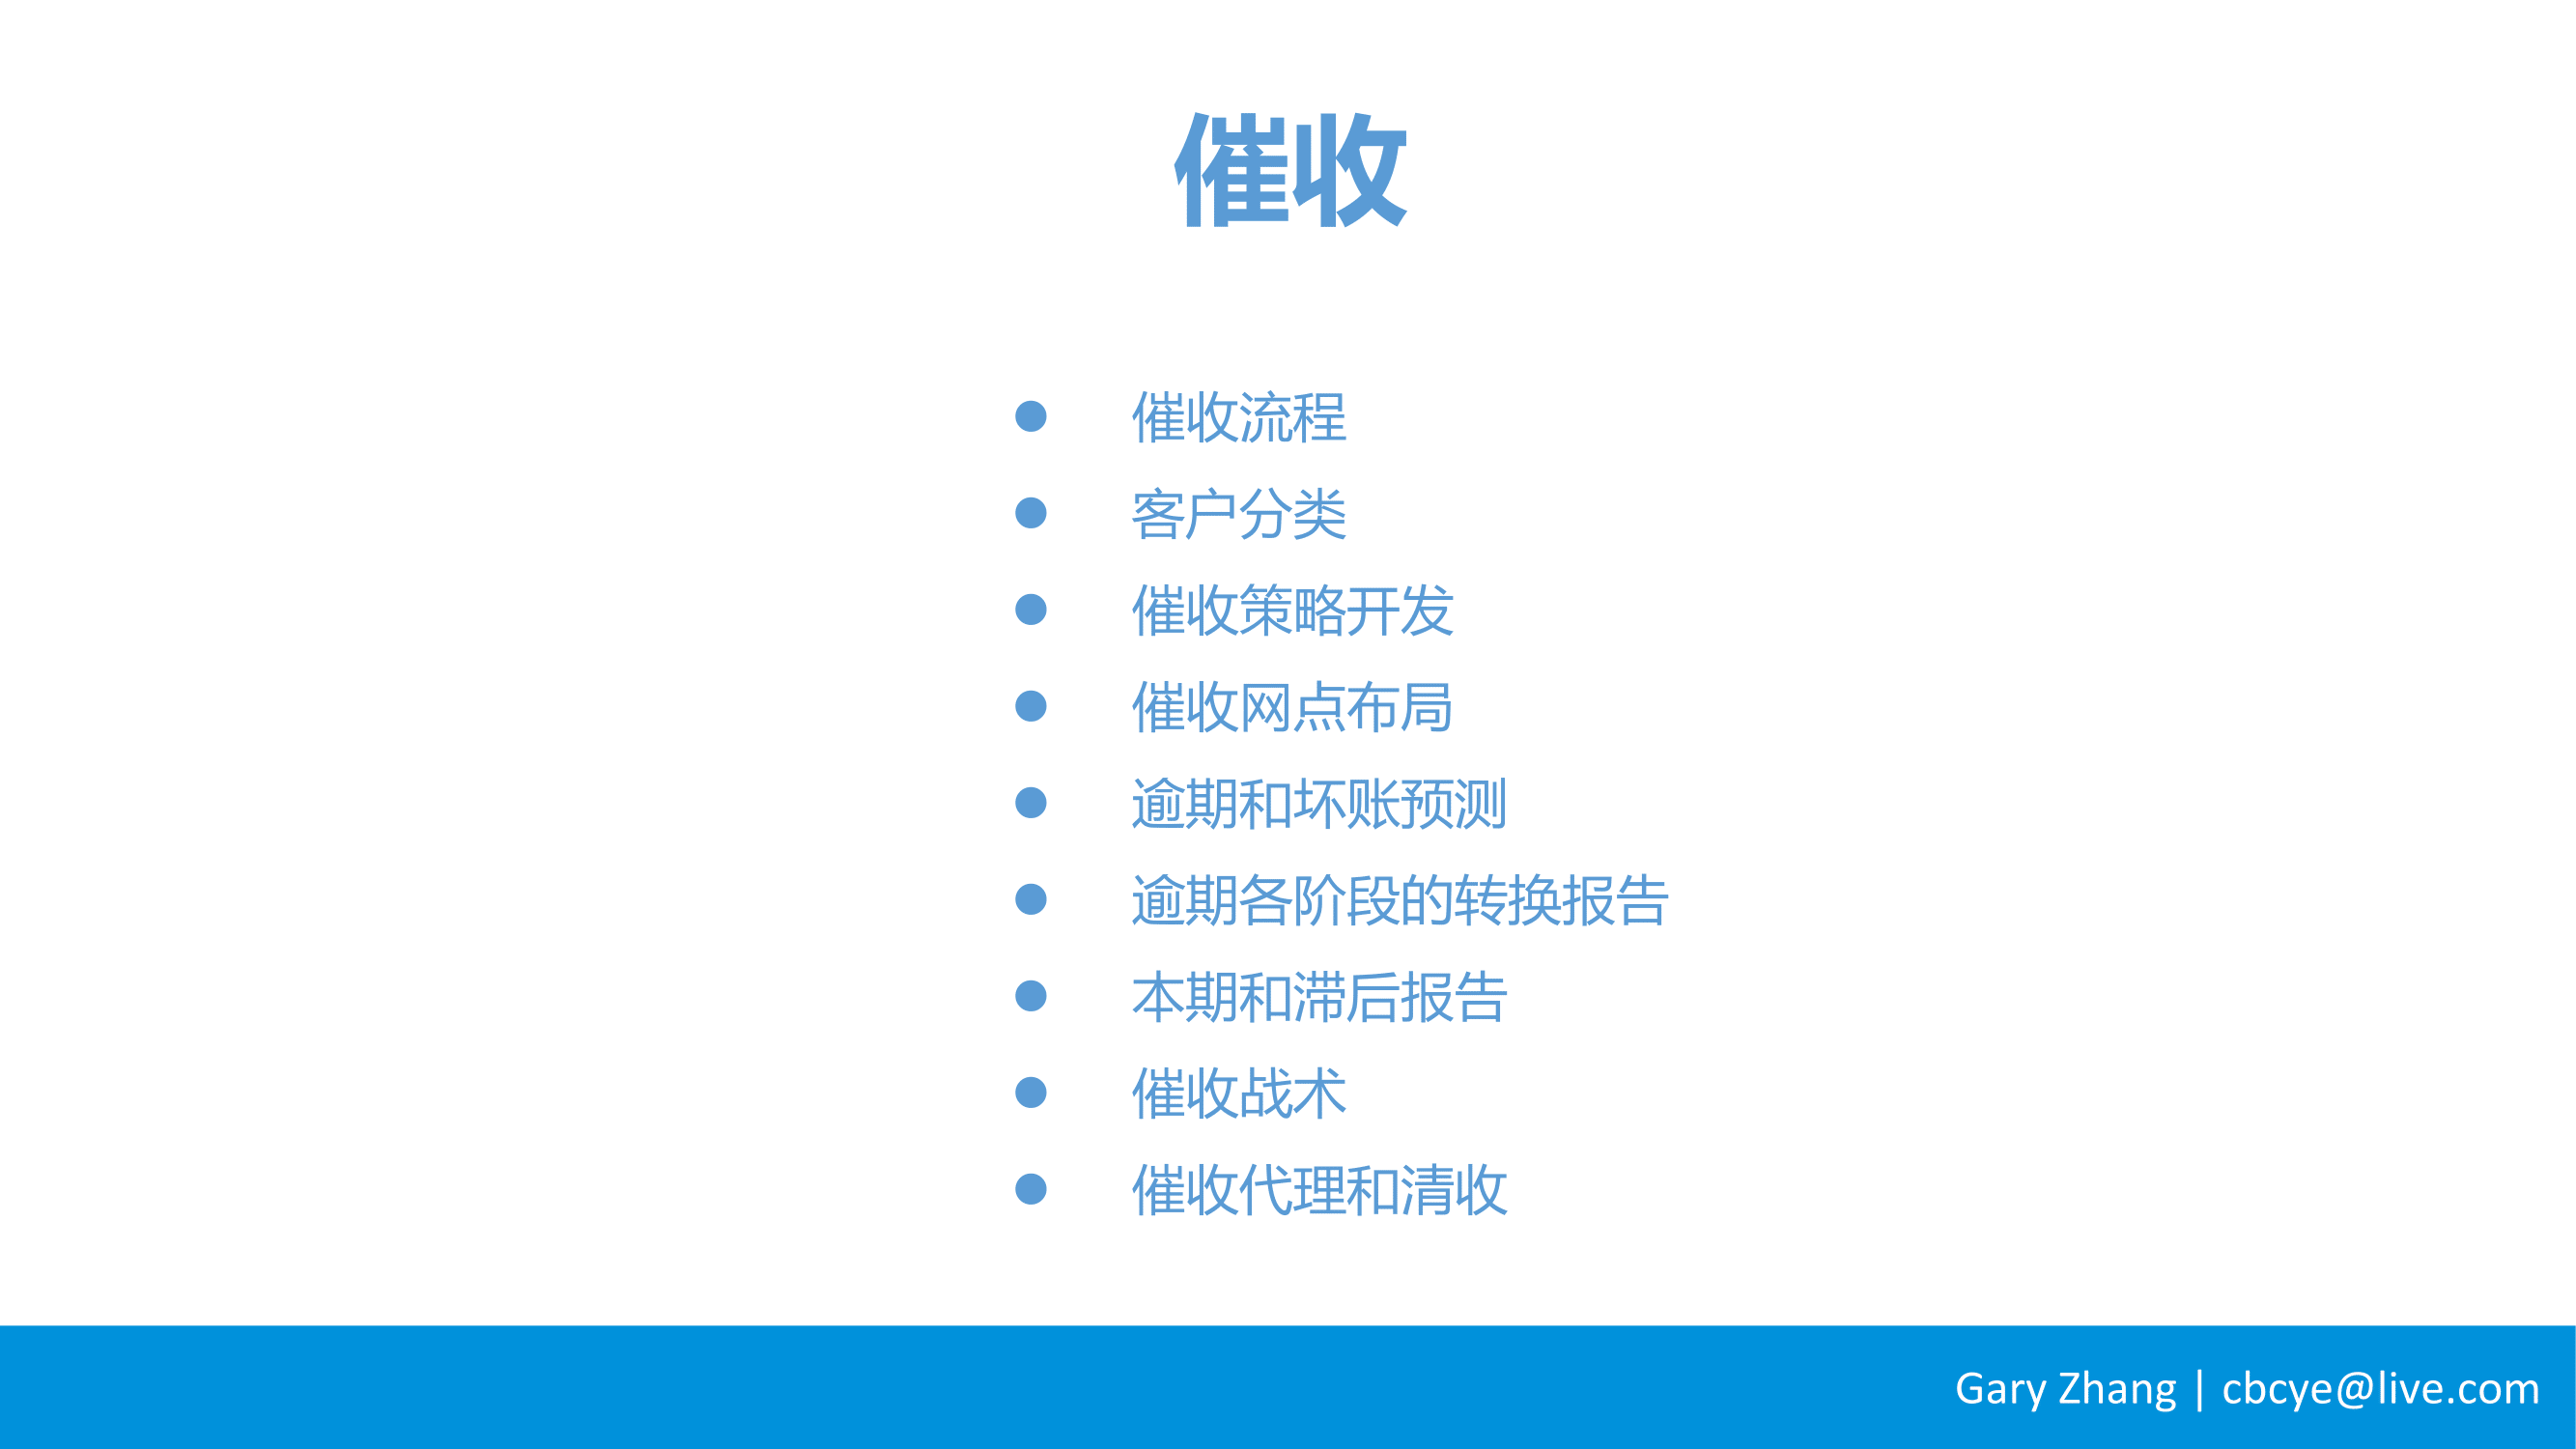 催收
● 催收流程
● 客户分类
● 催收策略开发
● 催收网点布局
● 逾期和坏账预测
● 逾期各阶段的转换报告
● 本期和滞后报告
● 催收战术
● 催收代理和清收
Gary Zhang | cbcye@live.com